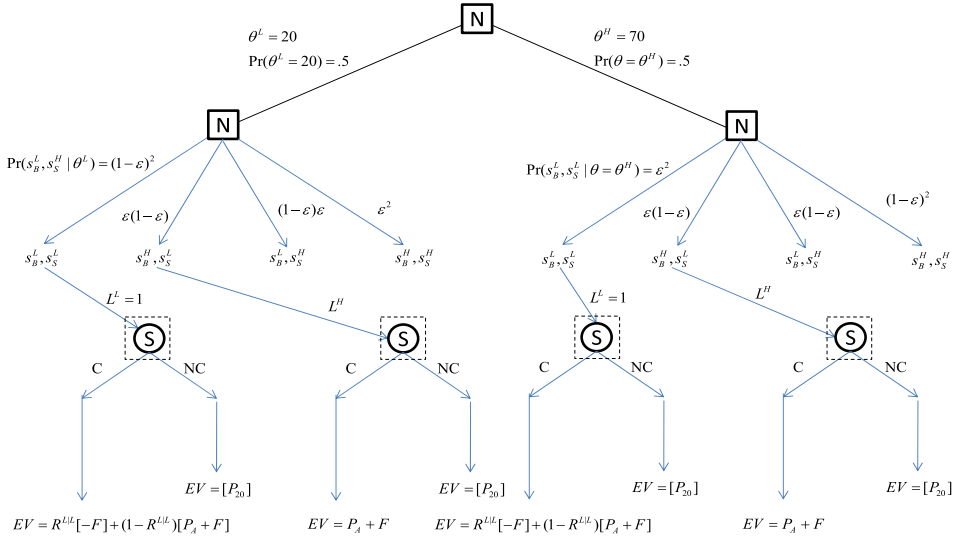 N
θ^L = 20
Pr(θ^L = 20) = .5
θ^H = 70
Pr(θ = θ^H) = .5
N
N
Pr(s_B^L, s_S^H | θ^L) = (1-ε)^2
ε(1-ε)
(1-ε)ε
ε^2
Pr(s_B^L, s_S^L | θ = θ^H) = ε^2
ε(1-ε)
ε(1-ε)
(1-ε)^2
s_B^L, s_S^L
s_B^H, s_S^L
s_B^L, s_S^H
s_B^H, s_S^H
s_B^L, s_S^L
s_B^H, s_S^L
s_B^L, s_S^H
s_B^H, s_S^H
L^L = 1
L^H
L^L = 1
L^H
S
S
S
S
C
NC
C
NC
C
NC
C
NC
EV = [P_20]
EV = [P_20]
EV = [P_20]
EV = [P_20]
EV = R^{L|L}[-F] + (1-R^{L|L})[P_A + F]
EV = P_A + F
EV = R^{L|L}[-F] + (1-R^{L|L})[P_A + F]
EV = P_A + F